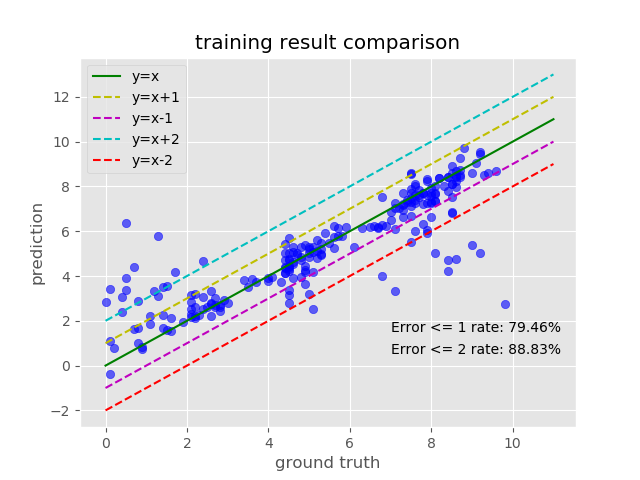 training result comparison
y=x
y=x+1
y=x-1
y=x+2
y=x-2
12
10
8
6
4
2
0
−2
prediction
Error <= 1 rate: 79.46%
Error <= 2 rate: 88.83%
0 2 4 6 8 10
ground truth